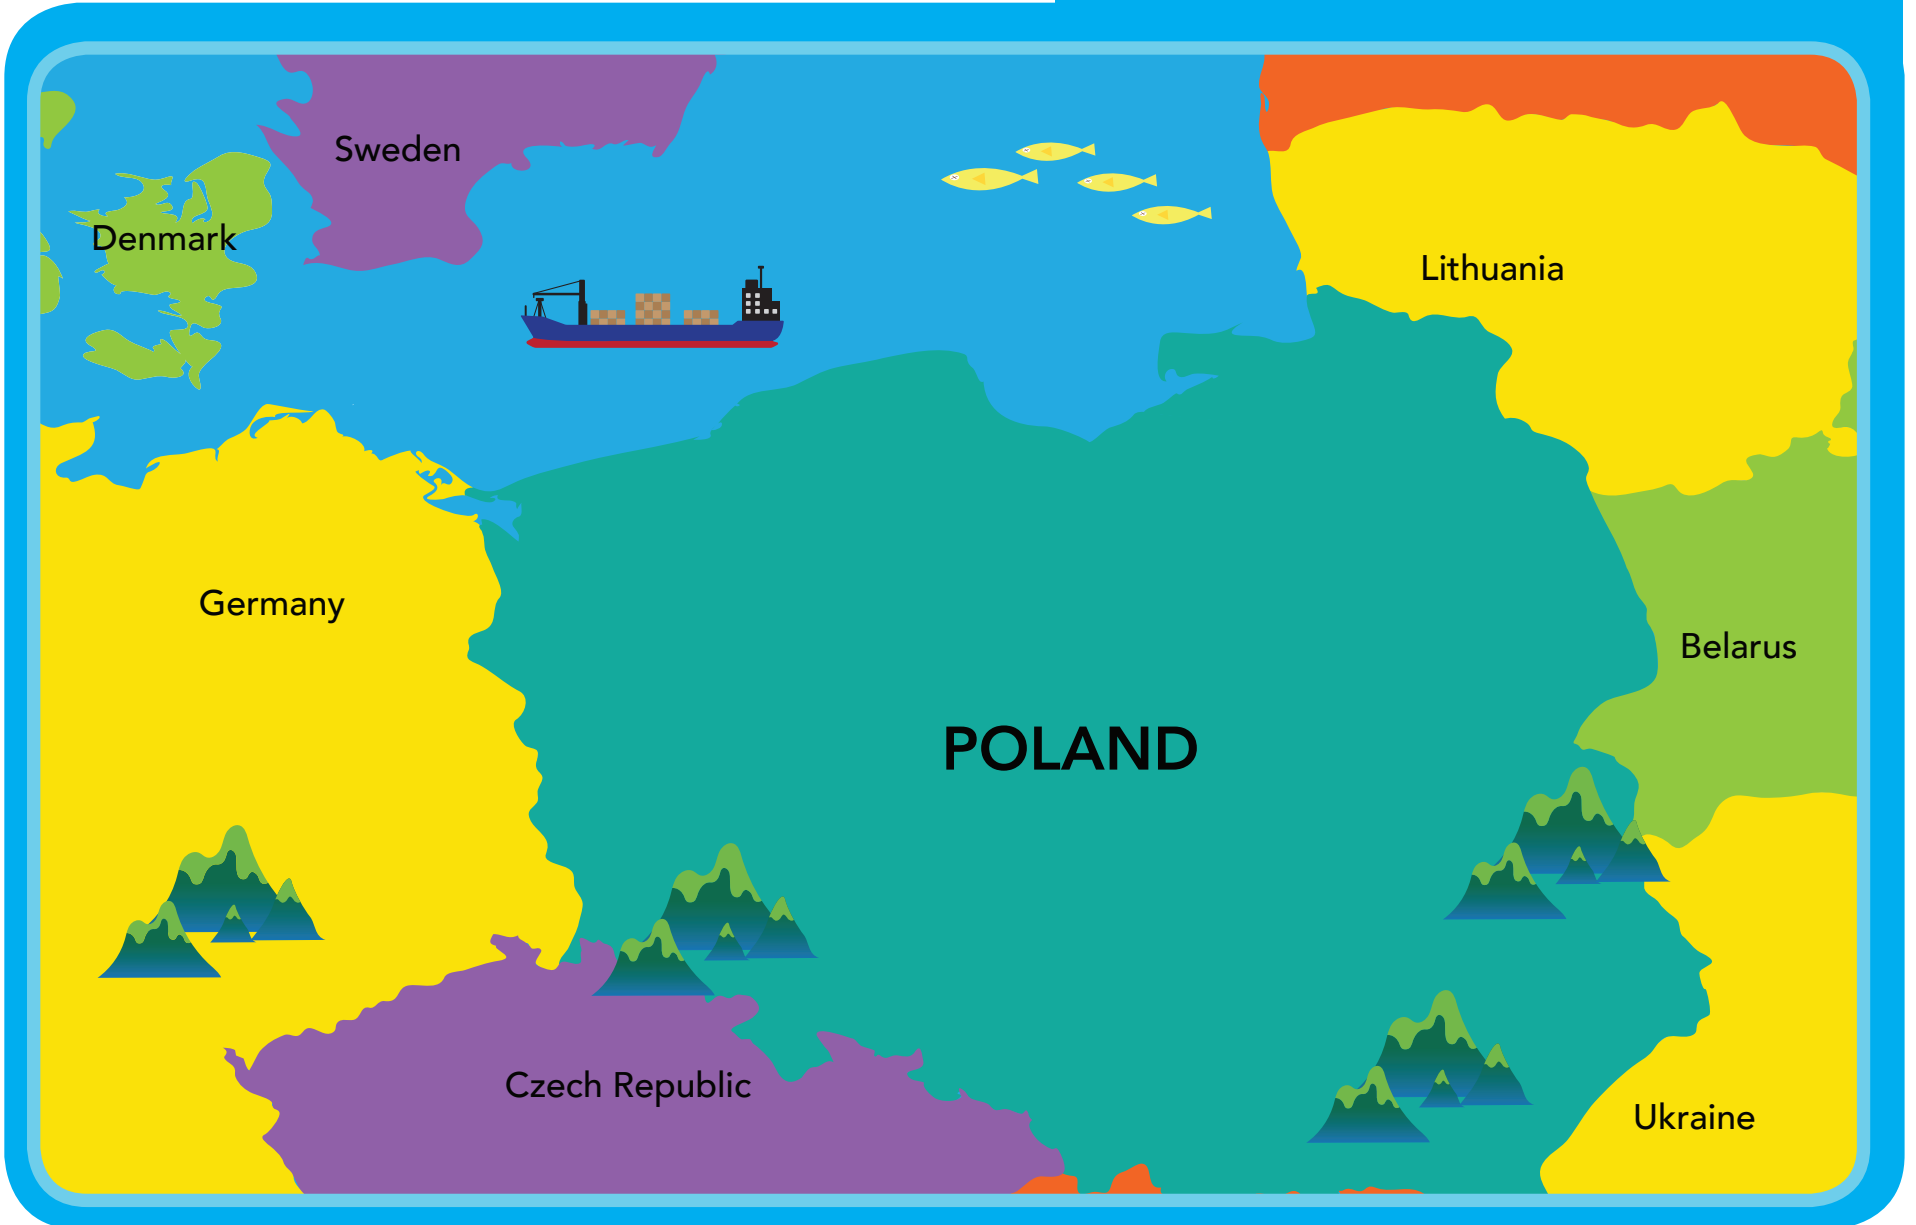 Sweden
Denmark
Lithuania
Germany
Belarus
POLAND
Czech Republic
Ukraine